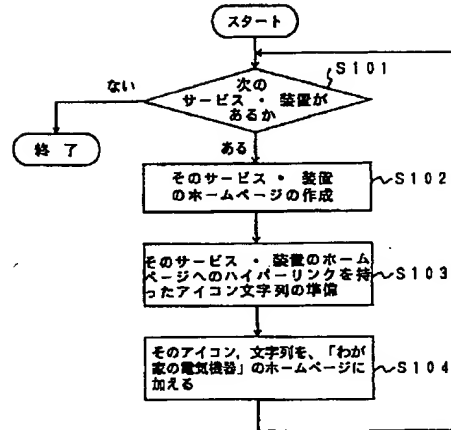 スタート
S101
次の
サービス・装置が
あるか
ない
終了
ある
そのサービス・装置
のホームページの作成
S102
そのサービス・装置のホーム
ページへのハイパーリンクを持
ったアイコン文字列の準備
S103
そのアイコン,文字列を、「わが
家の電気機器」のホームページに
加える
S104